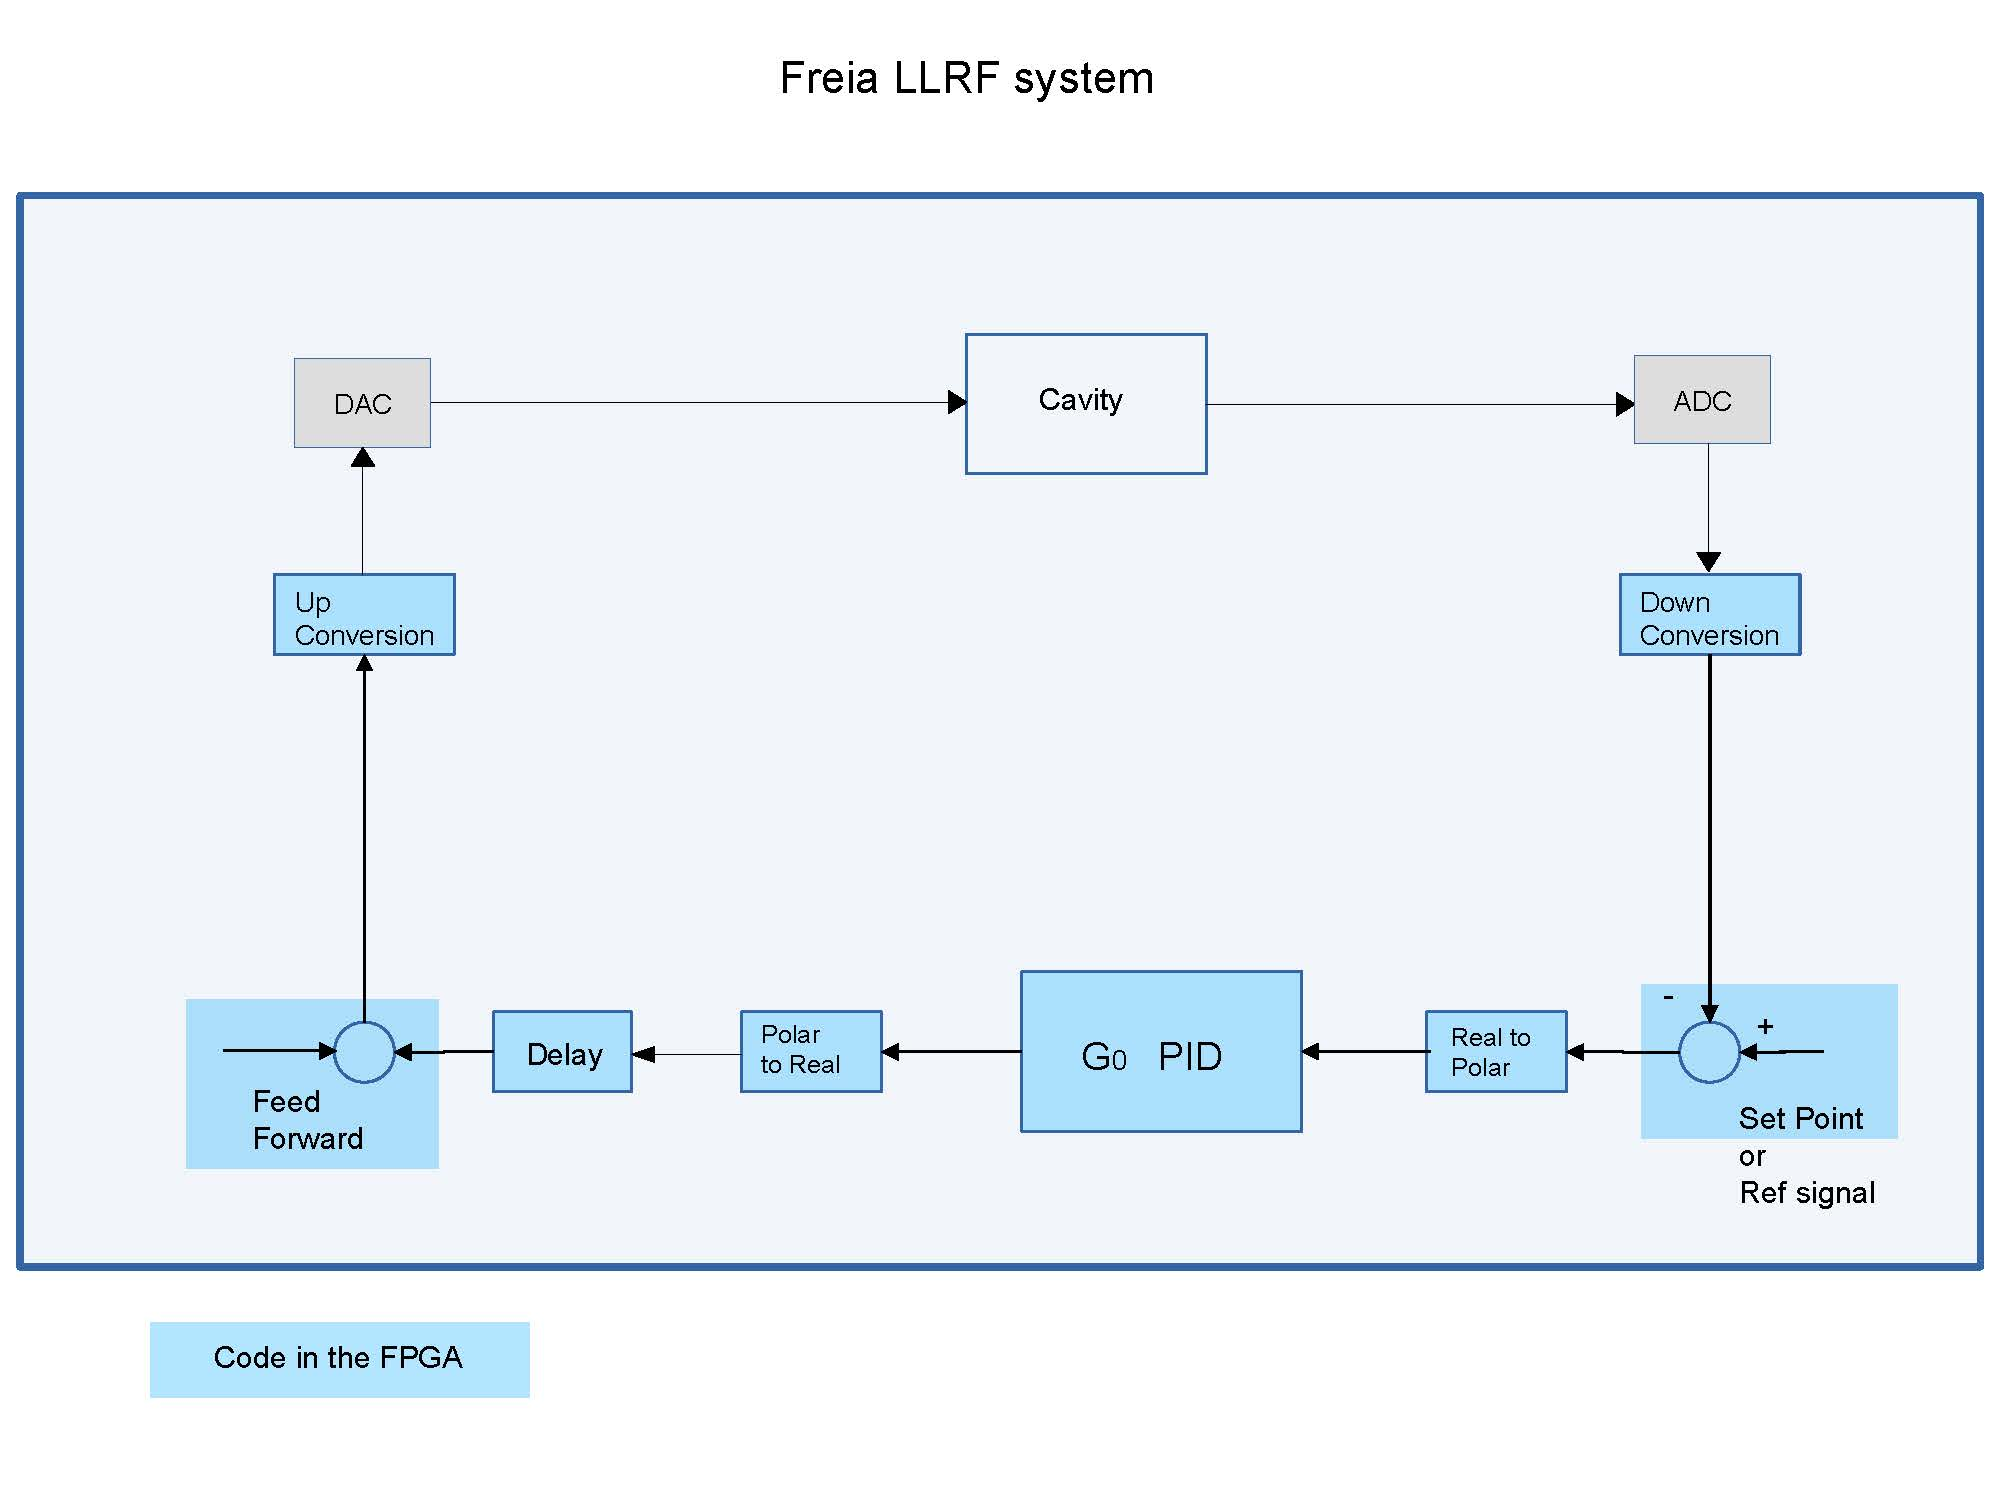 Freia LLRF system
DAC
Cavity
ADC
Up
Conversion
Down
Conversion
-
+
Feed
Forward
Delay
Polar
to Real
G0 PID
Real to
Polar
Set Point
or
Ref signal
Code in the FPGA